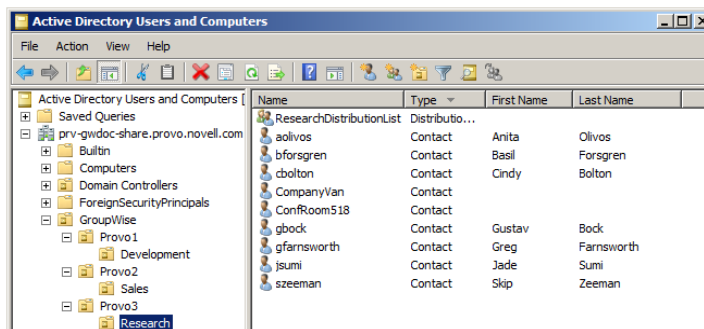 Active Directory Users and Computers
File Action View Help
Active Directory Users and Computers [
Saved Queries
prv-gwdoc-share.provo.novell.com
Builtin
Computers
Domain Controllers
ForeignSecurityPrincipals
GroupWise
Provo1
Development
Provo2
Sales
Provo3
Research
Name Type First Name Last Name
ResearchDistributionList Distributio...
aolivos Contact Anita Olivos
bforsgren Contact Basil Forsgren
cbolton Contact Cindy Bolton
CompanyVan Contact
ConfRoom518 Contact
gbock Contact Gustav Bock
gfarnsworth Contact Greg Farnsworth
jsumi Contact Jade Sumi
szeeman Contact Skip Zeeman